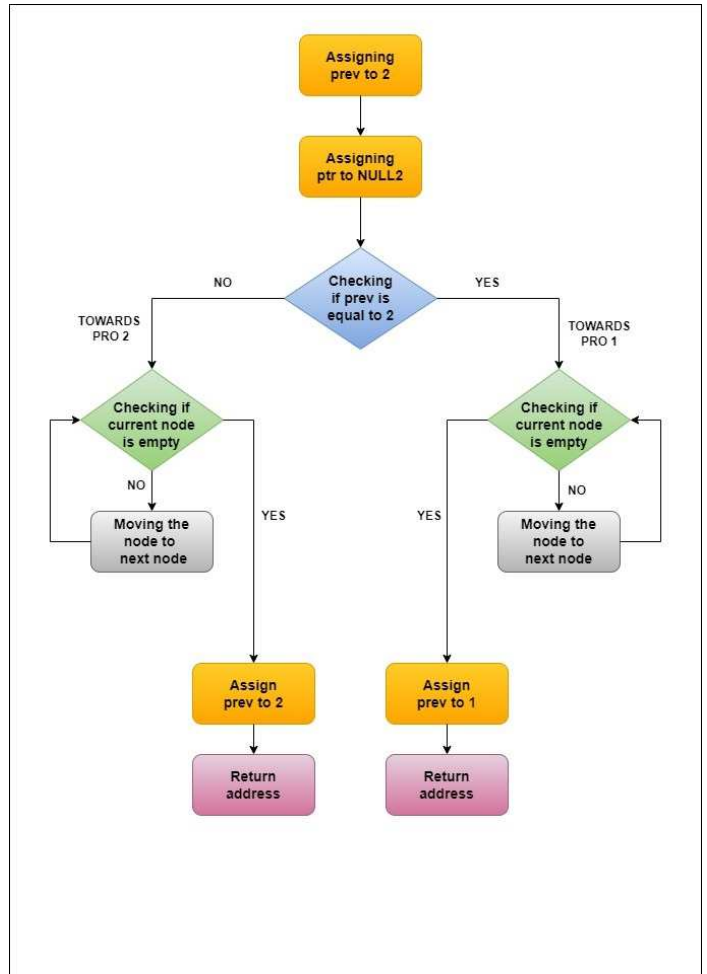 Assigning
prev to 2
Assigning
ptr to NULL2
Checking
if prev is
equal to 2
NO
YES
TOWARDS
PRO 2
TOWARDS
PRO 1
Checking if
current node
is empty
Checking if
current node
is empty
NO
YES
YES
NO
Moving the
node to
next node
Moving the
node to
next node
Assign
prev to 2
Assign
prev to 1
Return
address
Return
address